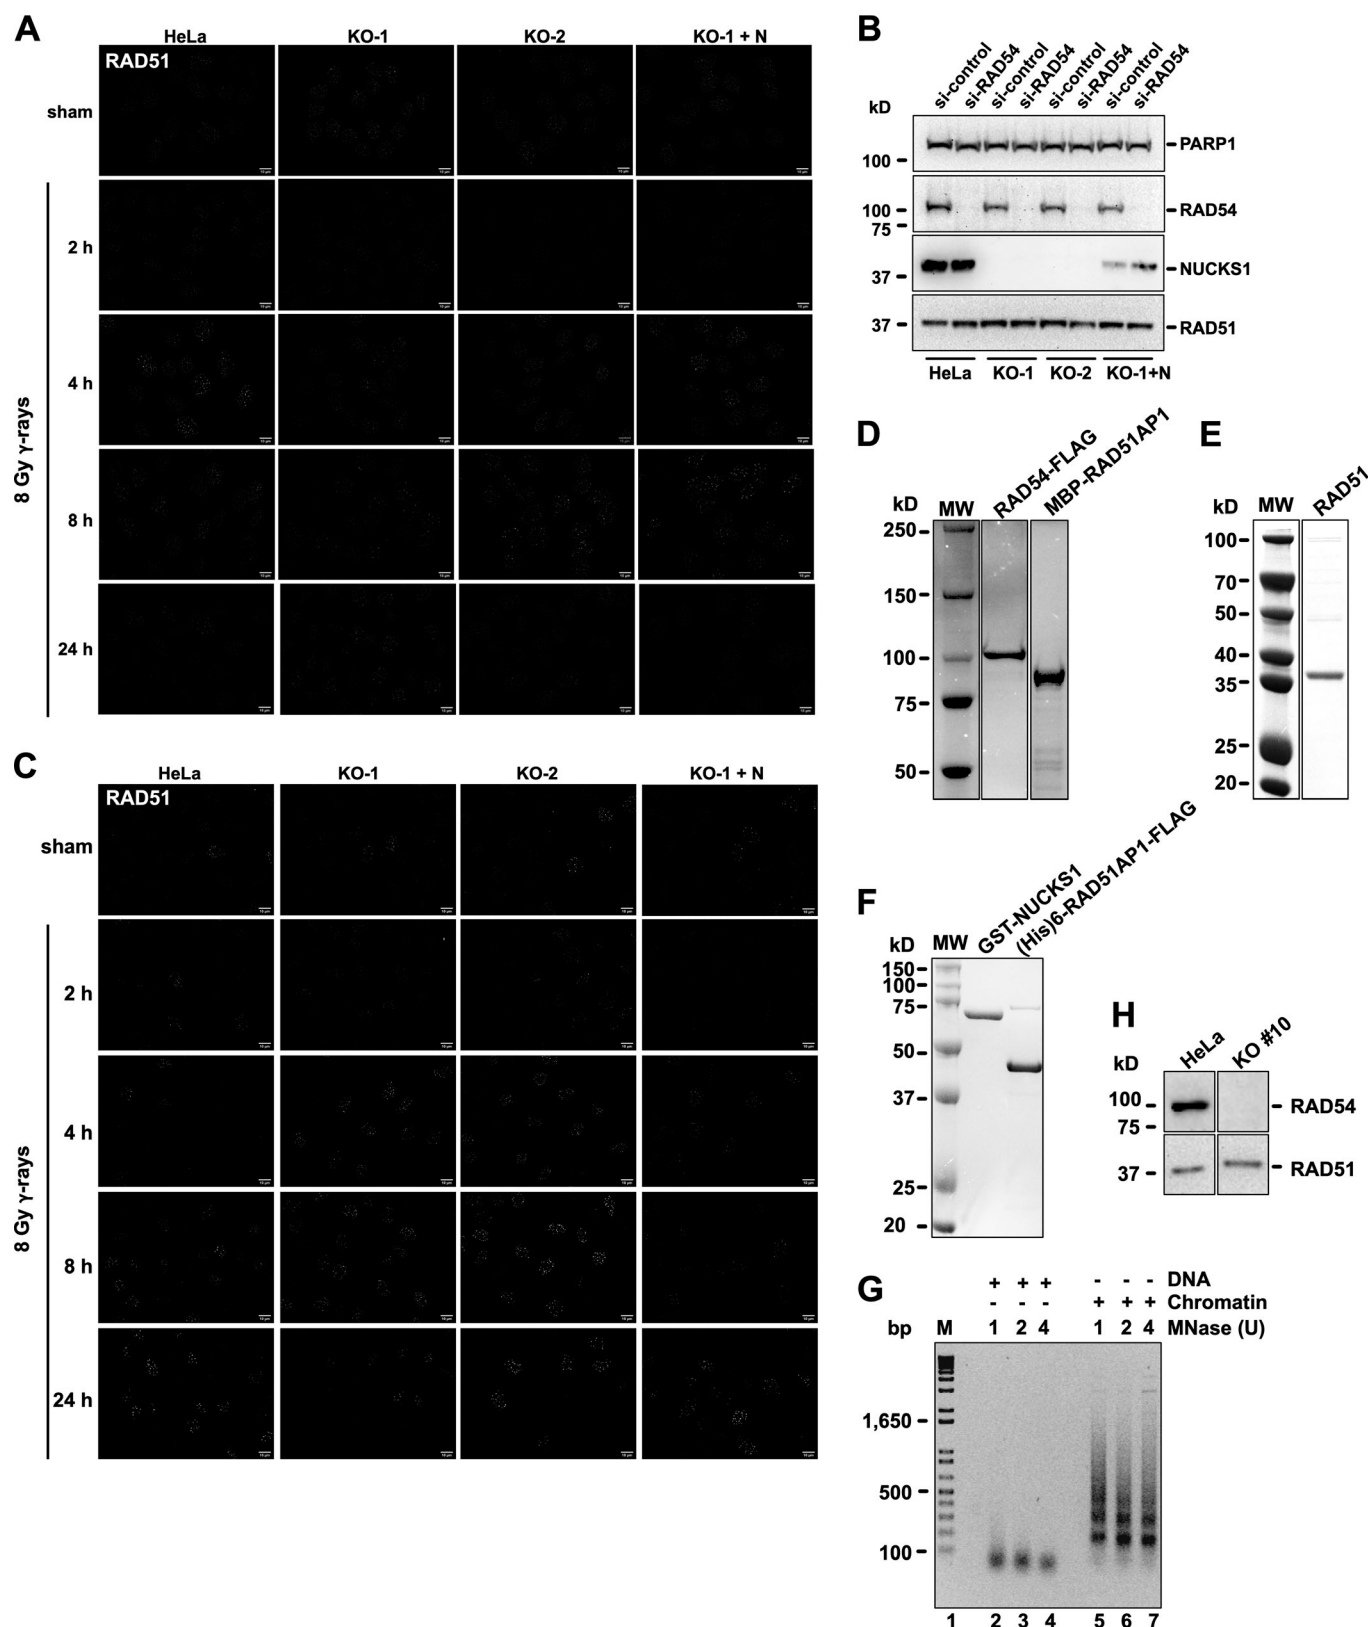 A
HeLa KO-1 KO-2 KO-1 + N
RAD51
sham
2 h
4 h
8 h
24 h
8 Gy γ-rays
B
si-control si-RAD54 si-control si-RAD54 si-control si-RAD54 si-control si-RAD54
kD
100 PARP1
100 RAD54
75
37 NUCKS1
37 RAD51
HeLa KO-1 KO-2 KO-1+N
C
HeLa KO-1 KO-2 KO-1 + N
RAD51
sham
2 h
4 h
8 h
24 h
8 Gy γ-rays
D
kD MW RAD54-FLAG MBP-RAD51AP1
250
150
100
75
50
E
kD MW RAD51
100
70
50
40
35
25
20
F
kD MW GST-NUCKS1 (His)6-RAD51AP1-FLAG
150
100
75
50
37
25
20
H
kD HeLa KO #10
100 RAD54
75
37 RAD51
G
+ + + - - - DNA
- - - + + + Chromatin
bp M 1 2 4 1 2 4 MNase (U)
1,650
500
100
1 2 3 4 5 6 7